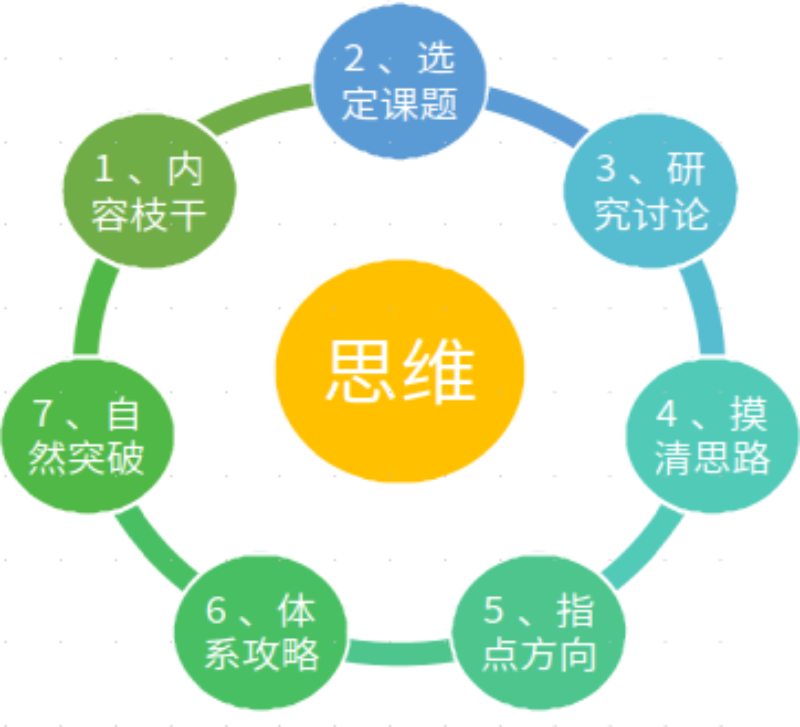 1、内
容枝干
2、选
定课题
3、研
究讨论
4、摸
清思路
5、指
点方向
6、体
系攻略
7、自
然突破
思维